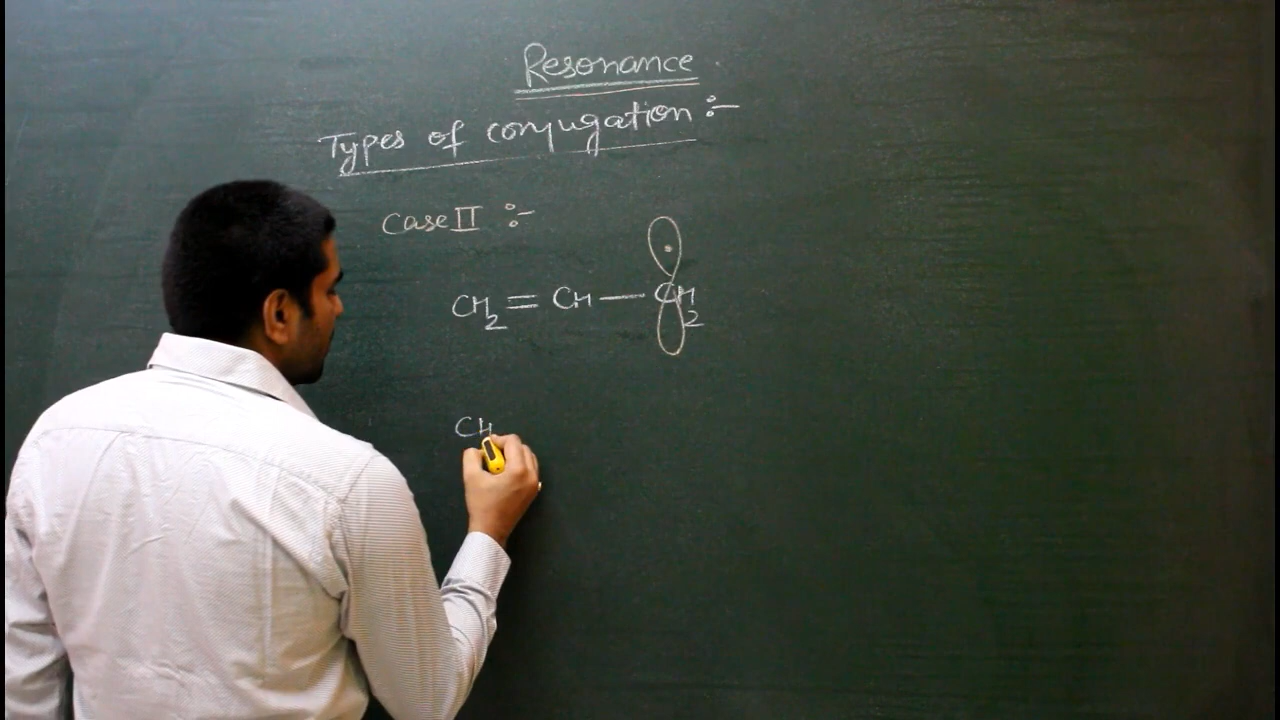 Resonance
Types of conjugation :-
Case II :-
CH2 = CH — CH2
CH